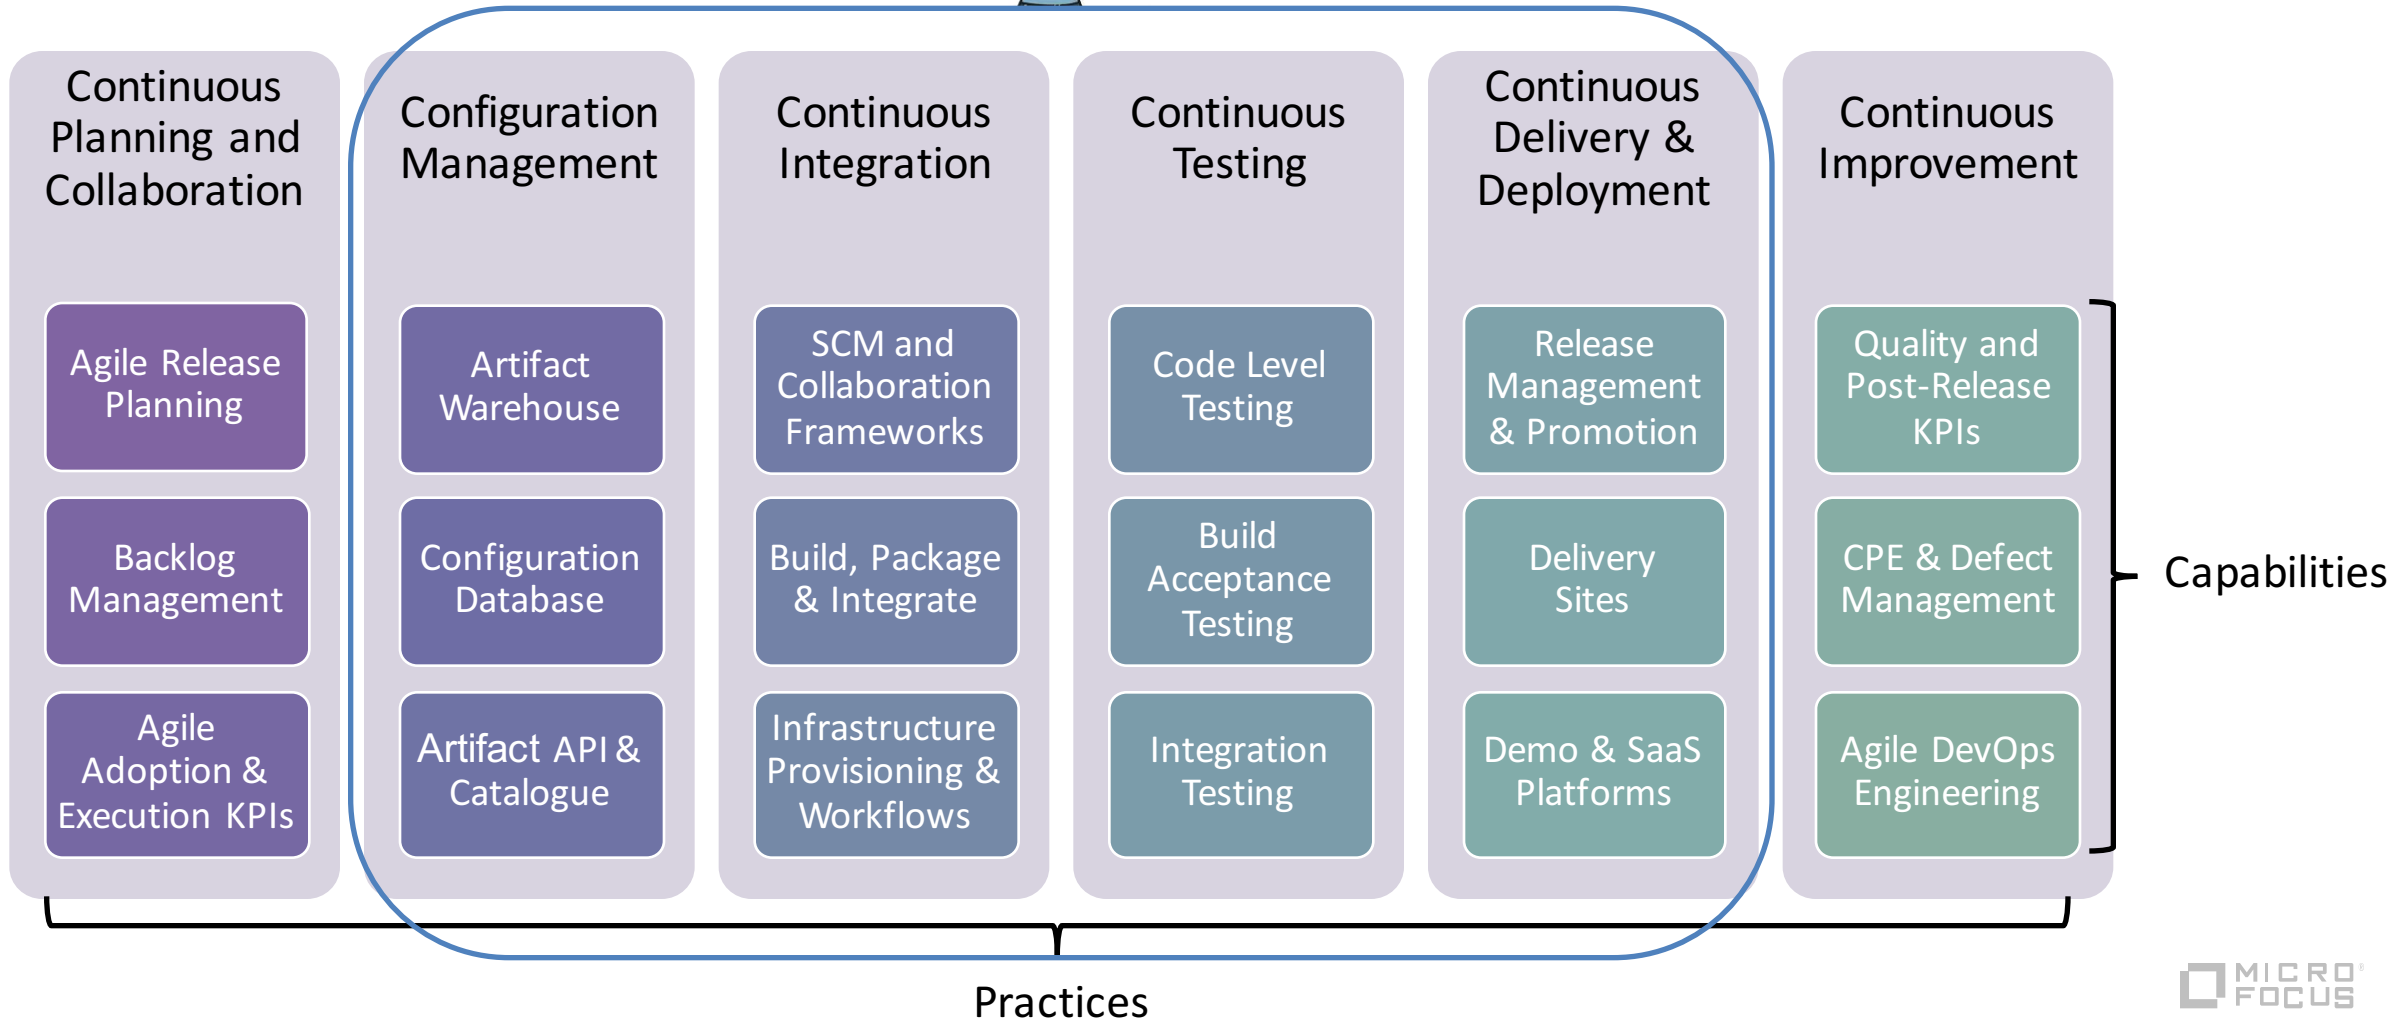 Continuous
Planning and
Collaboration
Agile Release
Planning
Backlog
Management
Agile
Adoption &
Execution KPIs
Configuration
Management
Artifact
Warehouse
Configuration
Database
Artifact API &
Catalogue
Continuous
Integration
SCM and
Collaboration
Frameworks
Build, Package
& Integrate
Infrastructure
Provisioning &
Workflows
Continuous
Testing
Code Level
Testing
Build
Acceptance
Testing
Integration
Testing
Continuous
Delivery &
Deployment
Release
Management
& Promotion
Delivery
Sites
Demo & SaaS
Platforms
Continuous
Improvement
Quality and
Post-Release
KPIs
CPE & Defect
Management
Agile DevOps
Engineering
Capabilities
Practices
MICRO
FOCUS